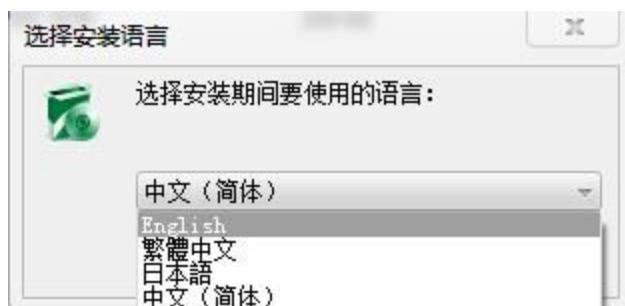 选择安装语言
选择安装期间要使用的语言：
中文（简体）
English
繁體中文
日本語
中文（简体）